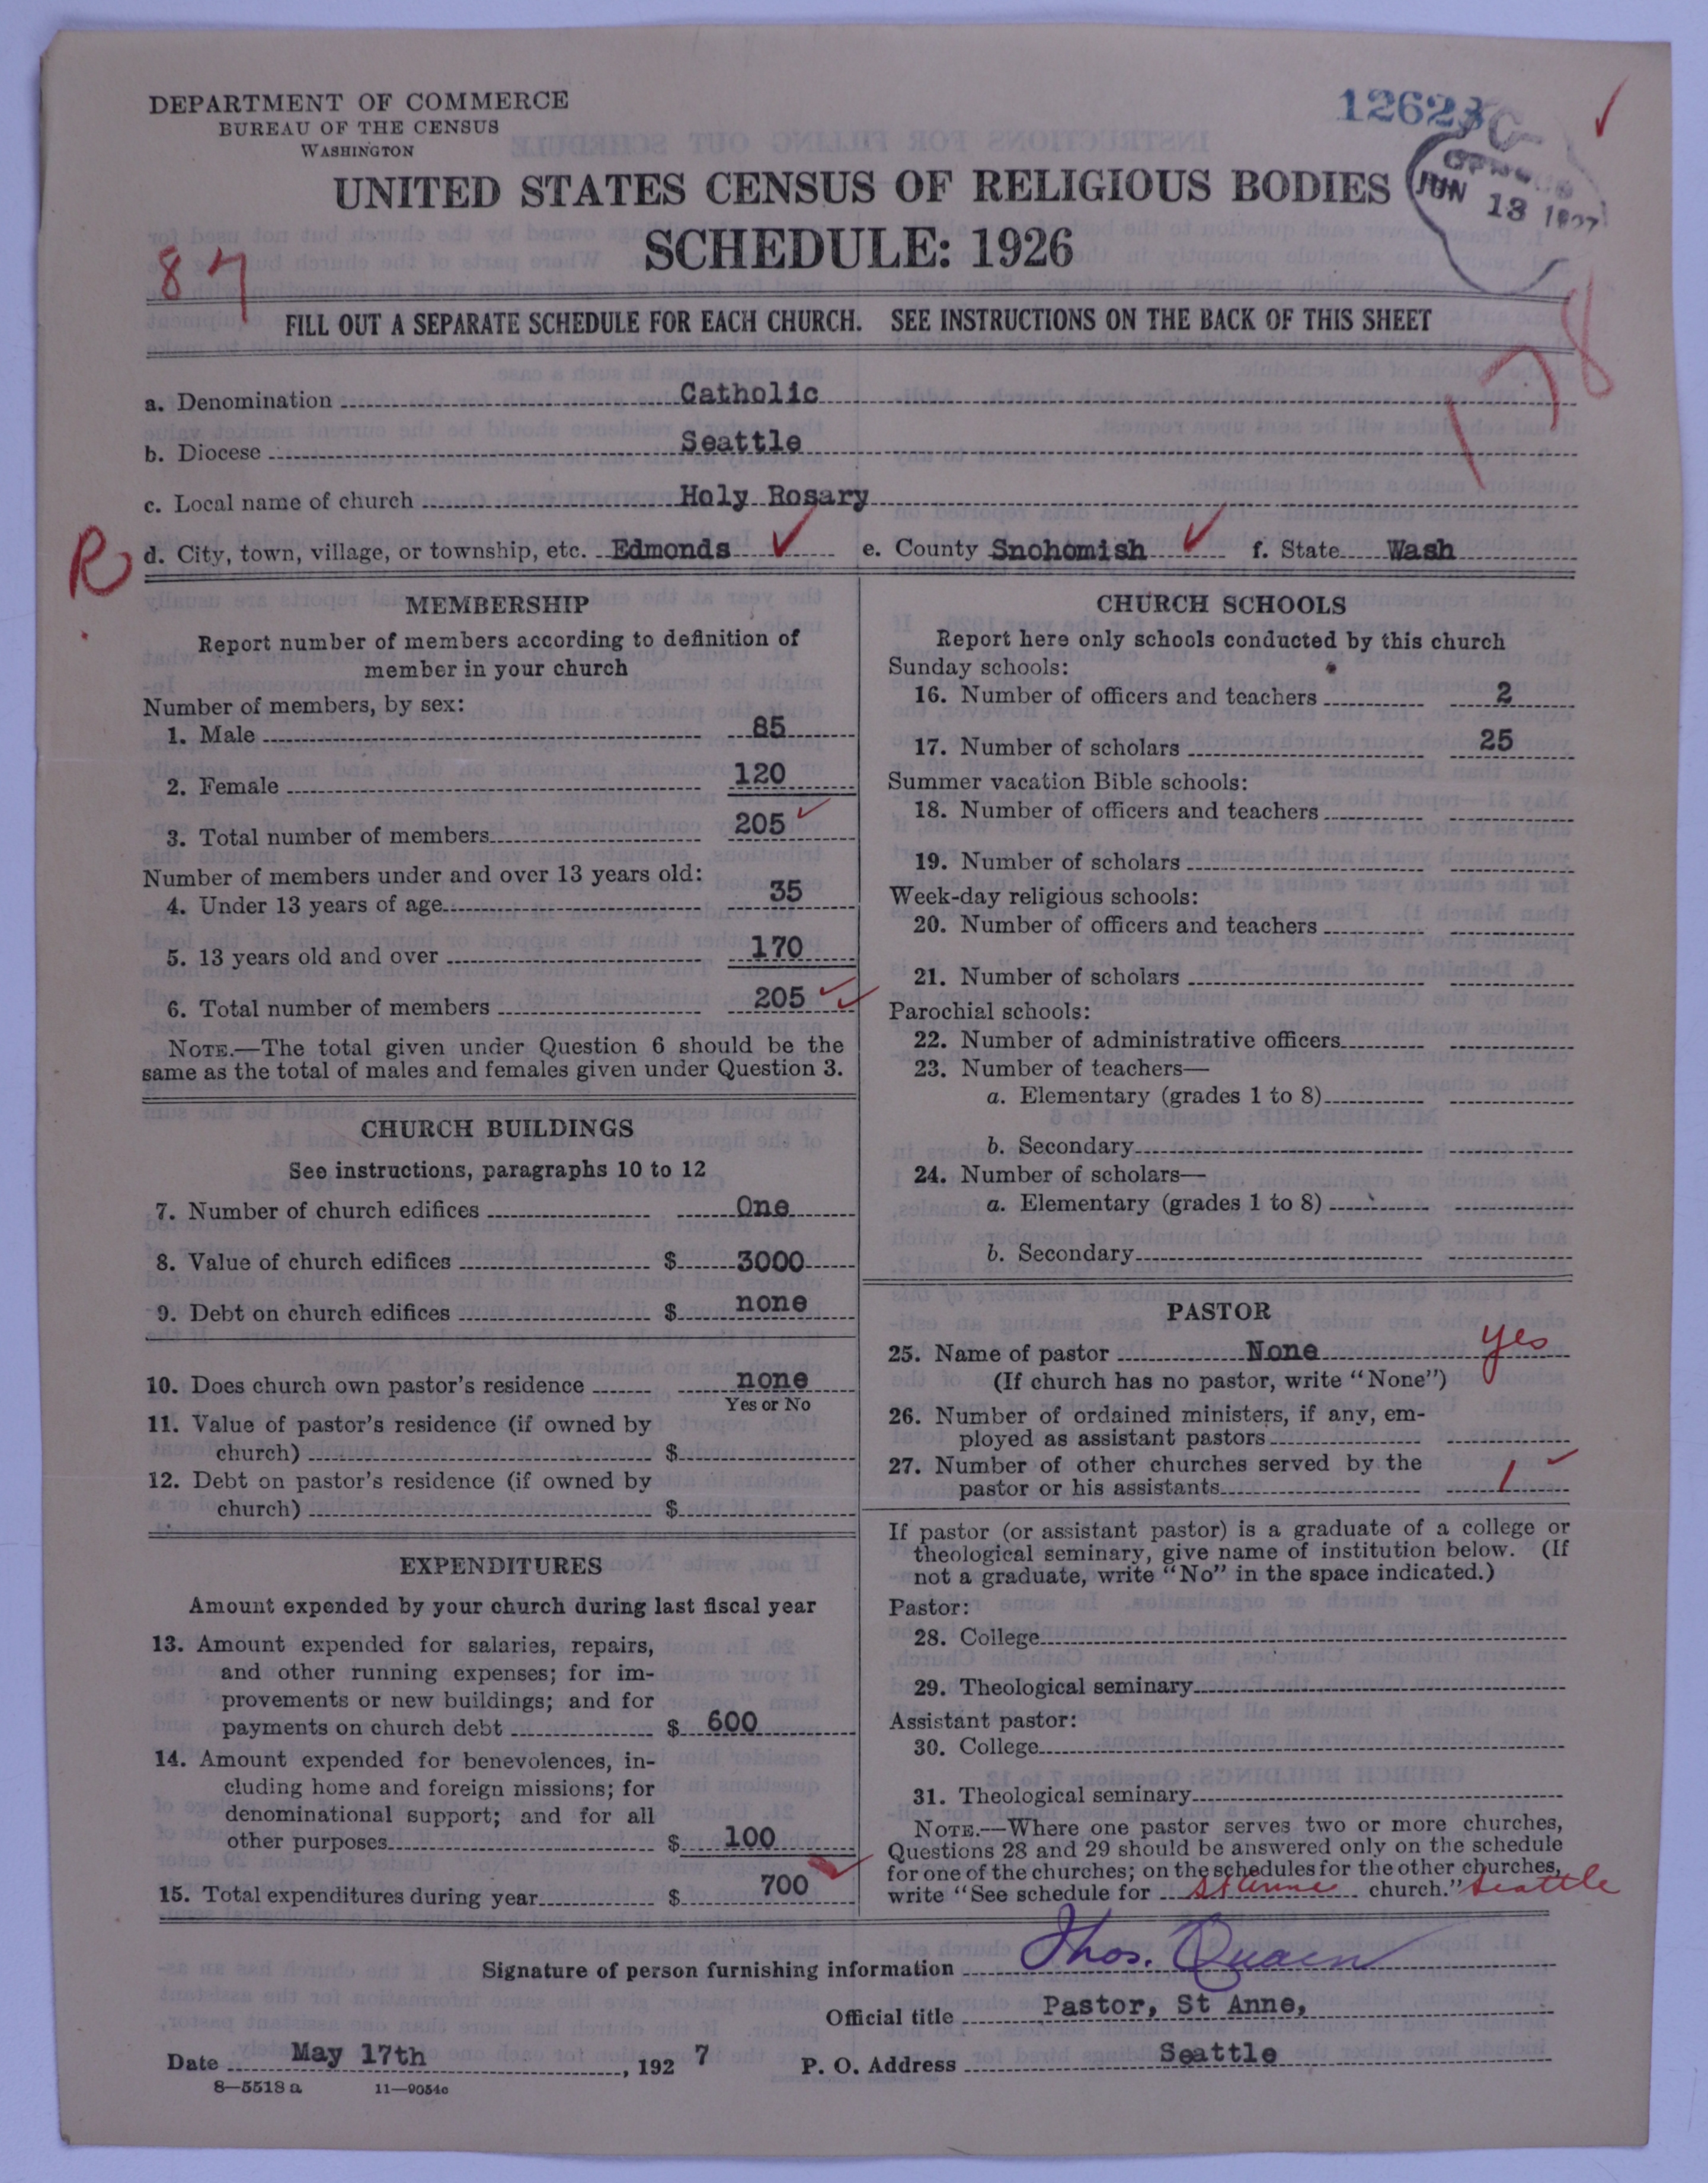 DEPARTMENT OF COMMERCE
BUREAU OF THE CENSUS
WASHINGTON
12623
JUN 13 1927
UNITED STATES CENSUS OF RELIGIOUS BODIES
SCHEDULE: 1926
87
FILL OUT A SEPARATE SCHEDULE FOR EACH CHURCH. SEE INSTRUCTIONS ON THE BACK OF THIS SHEET
178
a. Denomination Catholic
b. Diocese Seattle
c. Local name of church Holy Rosary
R
d. City, town, village, or township, etc. Edmonds ✓ e. County Snohomish ✓ f. State Wash
MEMBERSHIP
Report number of members according to definition of
member in your church
Number of members, by sex:
1. Male 85
2. Female 120
3. Total number of members 205 ✓
Number of members under and over 13 years old:
4. Under 13 years of age 35
5. 13 years old and over 170
6. Total number of members 205 ✓✓
NOTE.—The total given under Question 6 should be the
same as the total of males and females given under Question 3.
CHURCH BUILDINGS
See instructions, paragraphs 10 to 12
7. Number of church edifices One
8. Value of church edifices $ 3000
9. Debt on church edifices $ none
10. Does church own pastor's residence none
Yes or No
11. Value of pastor's residence (if owned by
church) $
12. Debt on pastor's residence (if owned by
church) $
EXPENDITURES
Amount expended by your church during last fiscal year
13. Amount expended for salaries, repairs,
and other running expenses; for im-
provements or new buildings; and for
payments on church debt $ 600
14. Amount expended for benevolences, in-
cluding home and foreign missions; for
denominational support; and for all
other purposes $ 100
15. Total expenditures during year $ 700 ✓
CHURCH SCHOOLS
Report here only schools conducted by this church
Sunday schools:
16. Number of officers and teachers 2
17. Number of scholars 25
Summer vacation Bible schools:
18. Number of officers and teachers
19. Number of scholars
Week-day religious schools:
20. Number of officers and teachers
21. Number of scholars
Parochial schools:
22. Number of administrative officers
23. Number of teachers—
a. Elementary (grades 1 to 8)
b. Secondary
24. Number of scholars—
a. Elementary (grades 1 to 8)
b. Secondary
PASTOR
25. Name of pastor None yes
(If church has no pastor, write "None")
26. Number of ordained ministers, if any, em-
ployed as assistant pastors
27. Number of other churches served by the
pastor or his assistants 1 ✓
If pastor (or assistant pastor) is a graduate of a college or
theological seminary, give name of institution below. (If
not a graduate, write "No" in the space indicated.)
Pastor:
28. College
29. Theological seminary
Assistant pastor:
30. College
31. Theological seminary
NOTE.—Where one pastor serves two or more churches,
Questions 28 and 29 should be answered only on the schedule
for one of the churches; on the schedules for the other churches,
write "See schedule for St Anne church." Seattle
Signature of person furnishing information Thos. Quain
Official title Pastor, St Anne,
Date May 17th, 1927 P. O. Address Seattle
8—5518 a 11—9054c